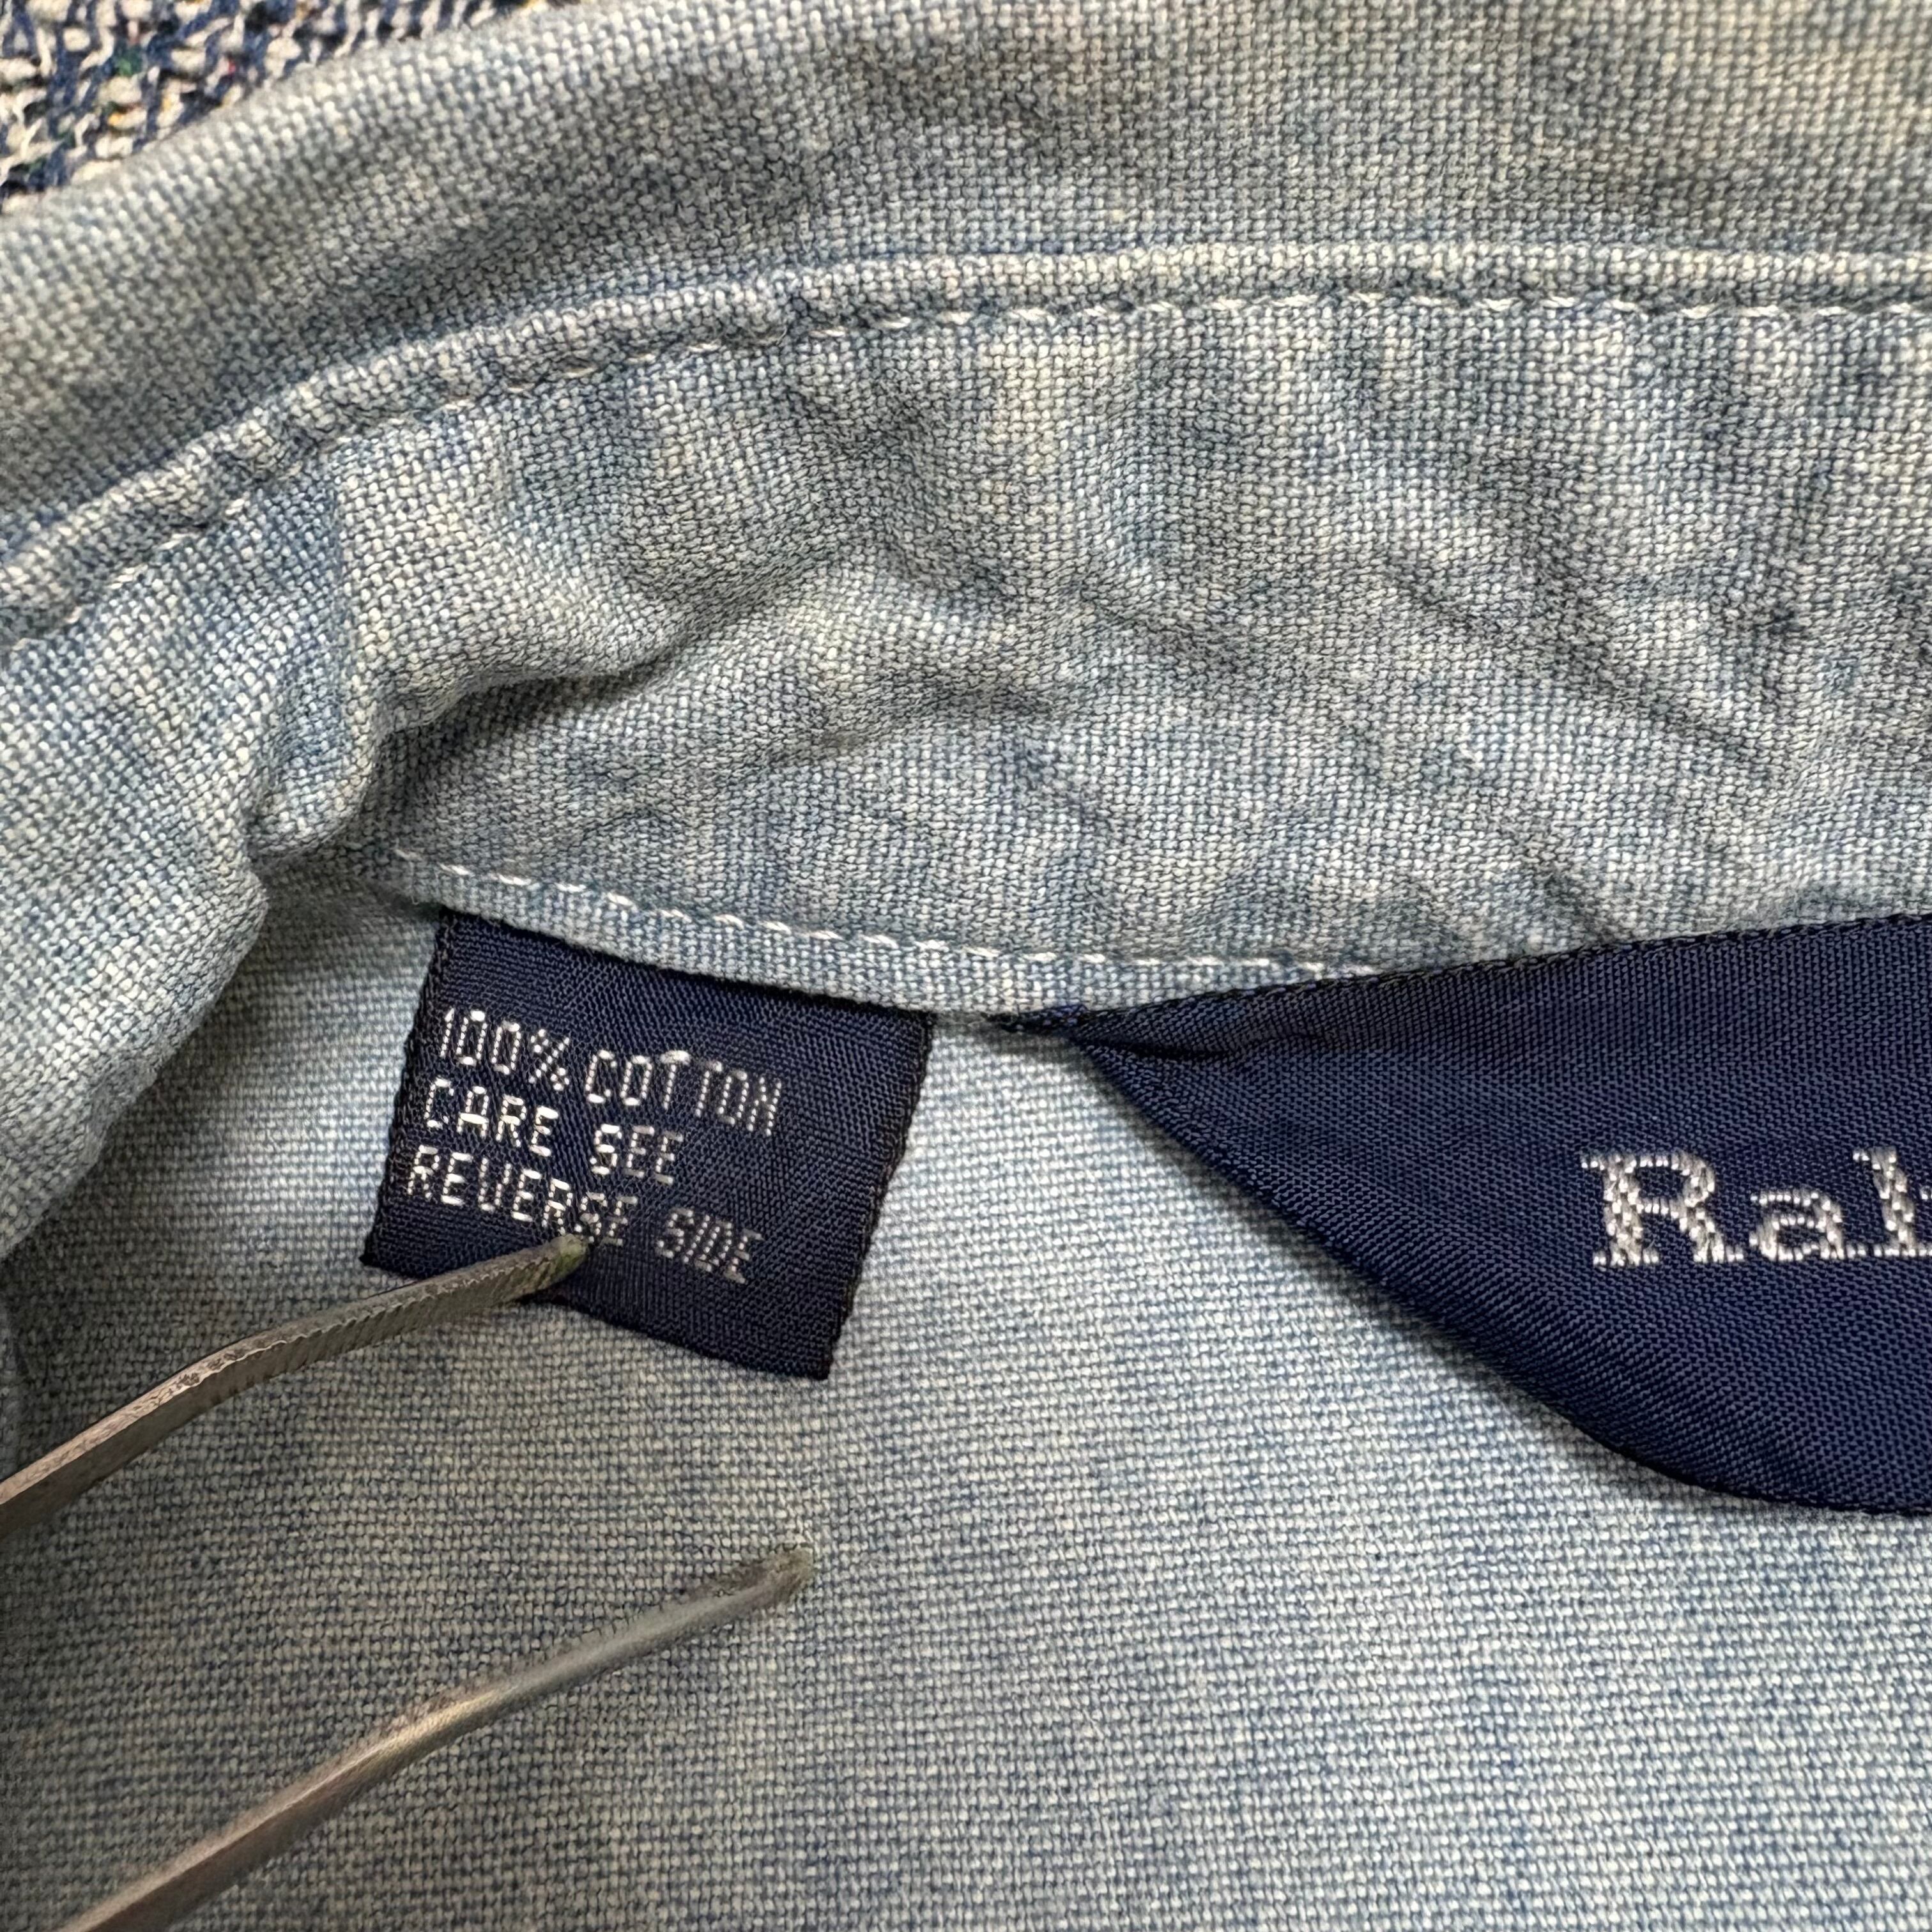 100% COTTON
CARE SEE
REVERSE SIDE
Ral